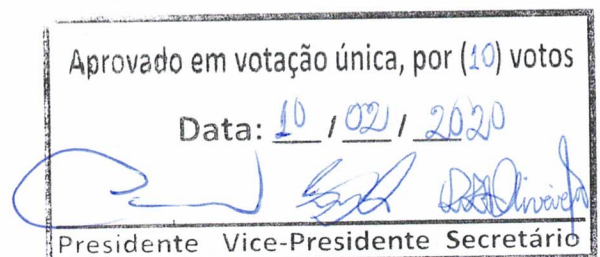 Aprovado em votação única, por (10) votos
Data: 10 / 02 / 2020
Presidente Vice-Presidente Secretário